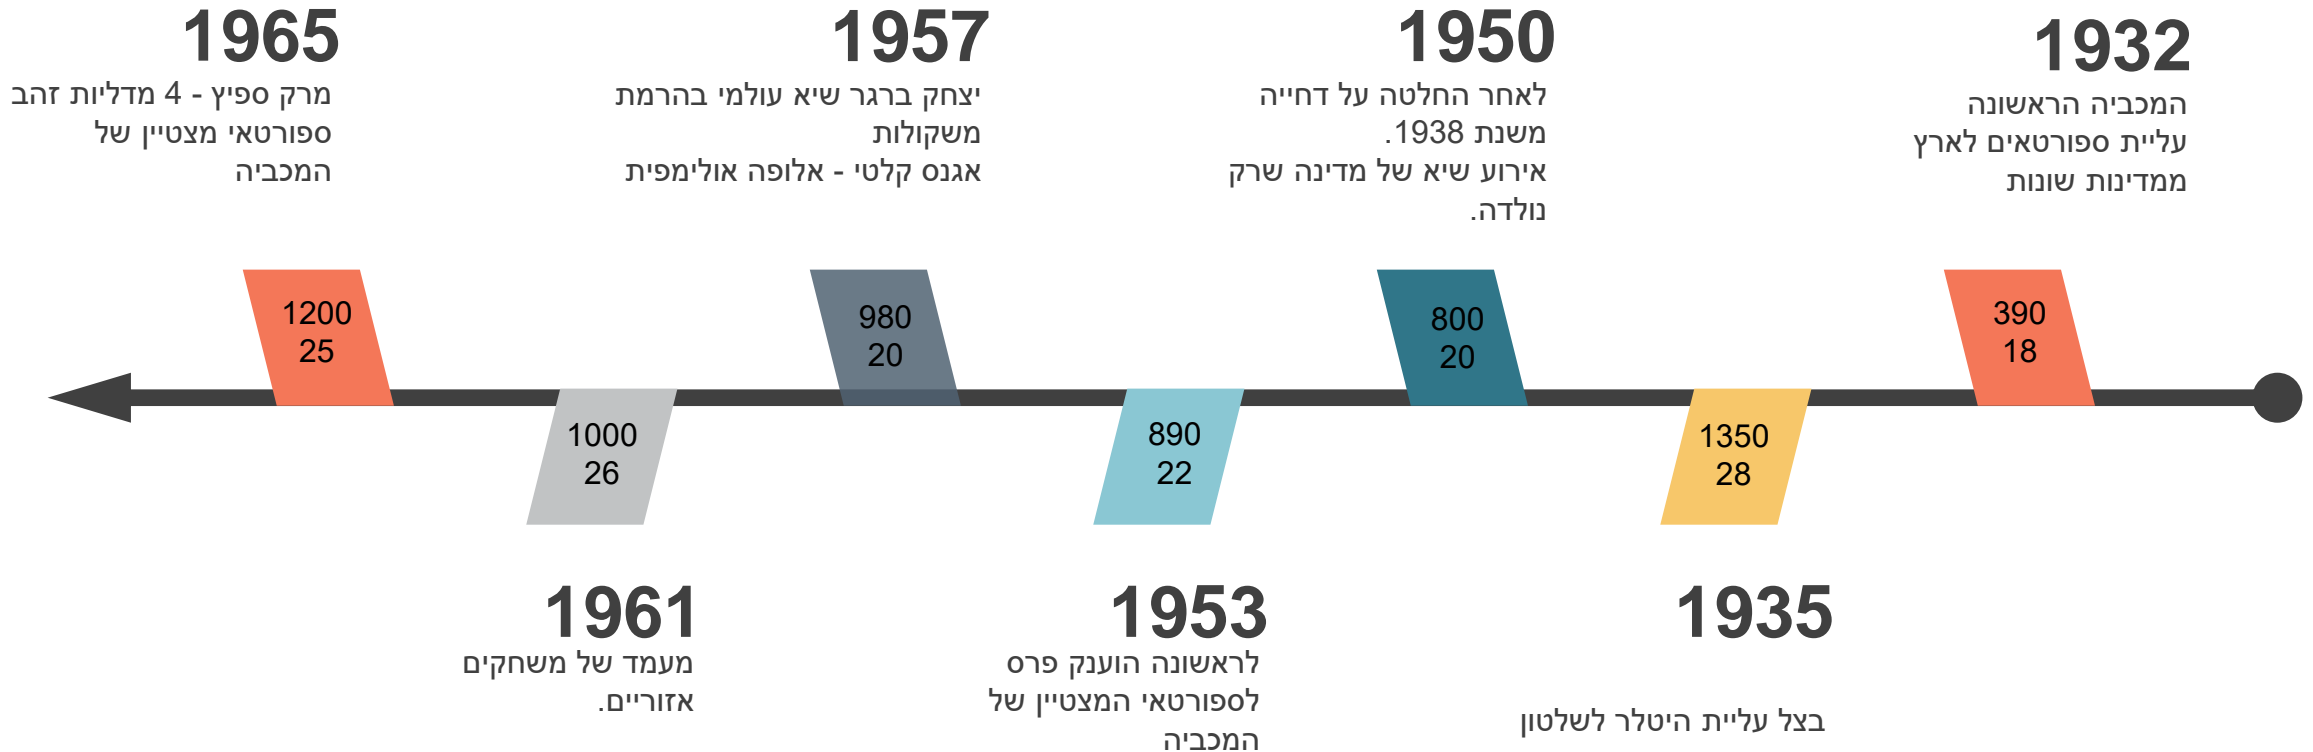 1932
המכביה הראשונה
עליית ספורטאים לארץ
ממדינות שונות
390
18
1935
בצל עליית היטלר לשלטון
1350
28
1950
לאחר החלטה על דחייה
משנת 1938.
אירוע שיא של מדינה שרק
נולדה.
800
20
1953
לראשונה הוענק פרס
לספורטאי המצטיין של
המכביה
890
22
1957
יצחק ברגר שיא עולמי בהרמת
משקולות
אגנס קלטי - אלופה אולימפית
980
20
1961
מעמד של משחקים
אזוריים.
1000
26
1965
מרק ספיץ - 4 מדליות זהב
ספורטאי מצטיין של
המכביה
1200
25